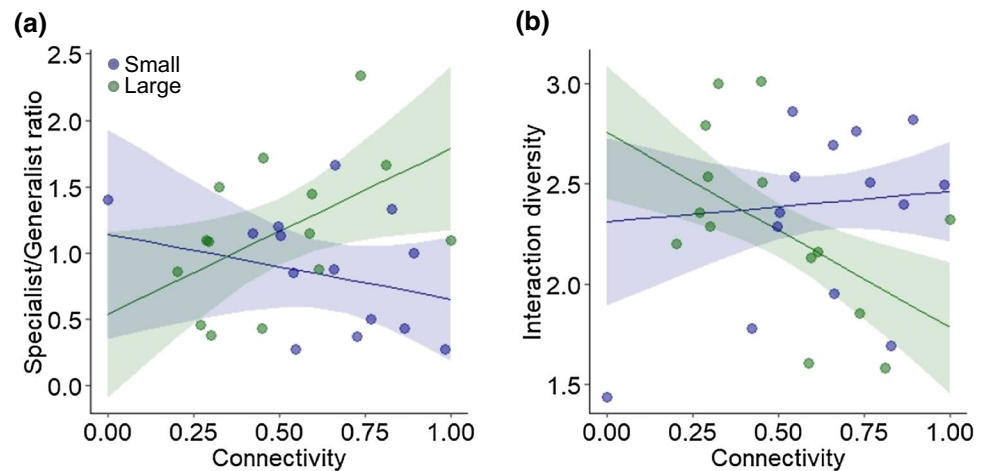 (a)
Specialist/Generalist ratio
2.5
2.0
1.5
1.0
0.5
0.0
Small
Large
0.00 0.25 0.50 0.75 1.00
Connectivity
(b)
Interaction diversity
3.0
2.5
2.0
1.5
0.00 0.25 0.50 0.75 1.00
Connectivity